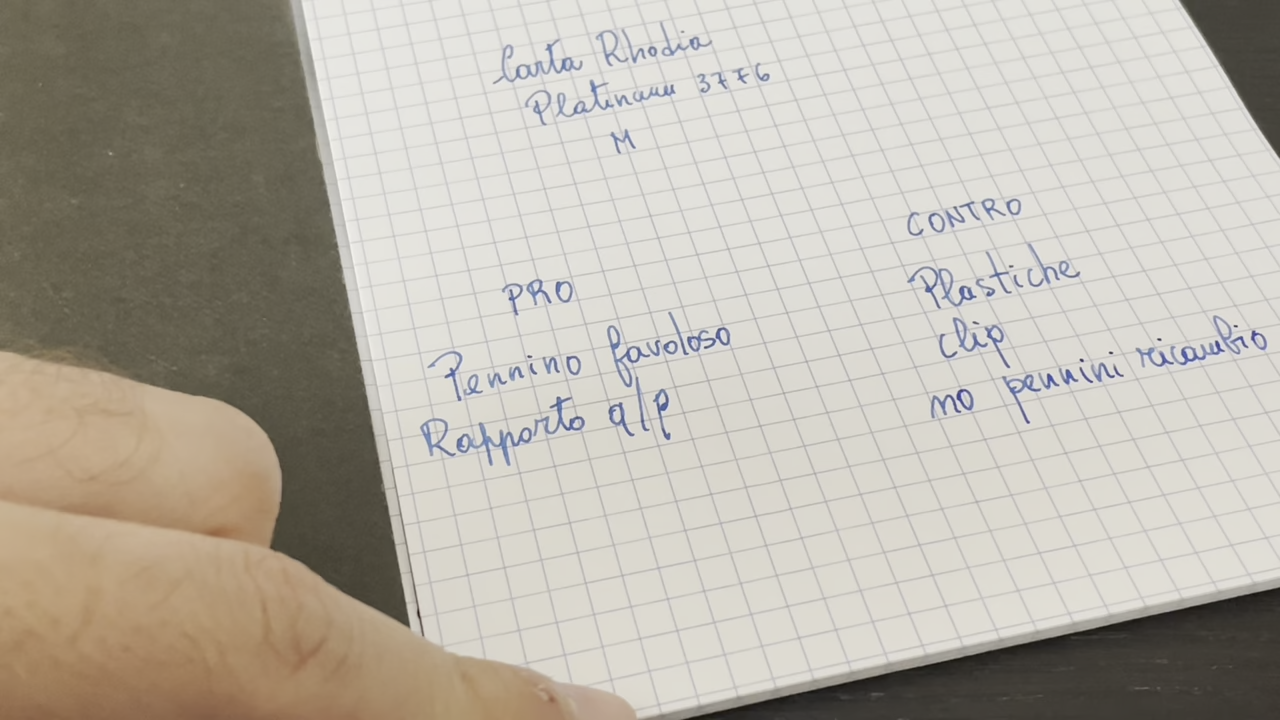 Carta Rhodia
Platinum 3776
M
PRO
Pennino favoloso
Rapporto q/p
CONTRO
Plastiche
clip
no pennini ricambio